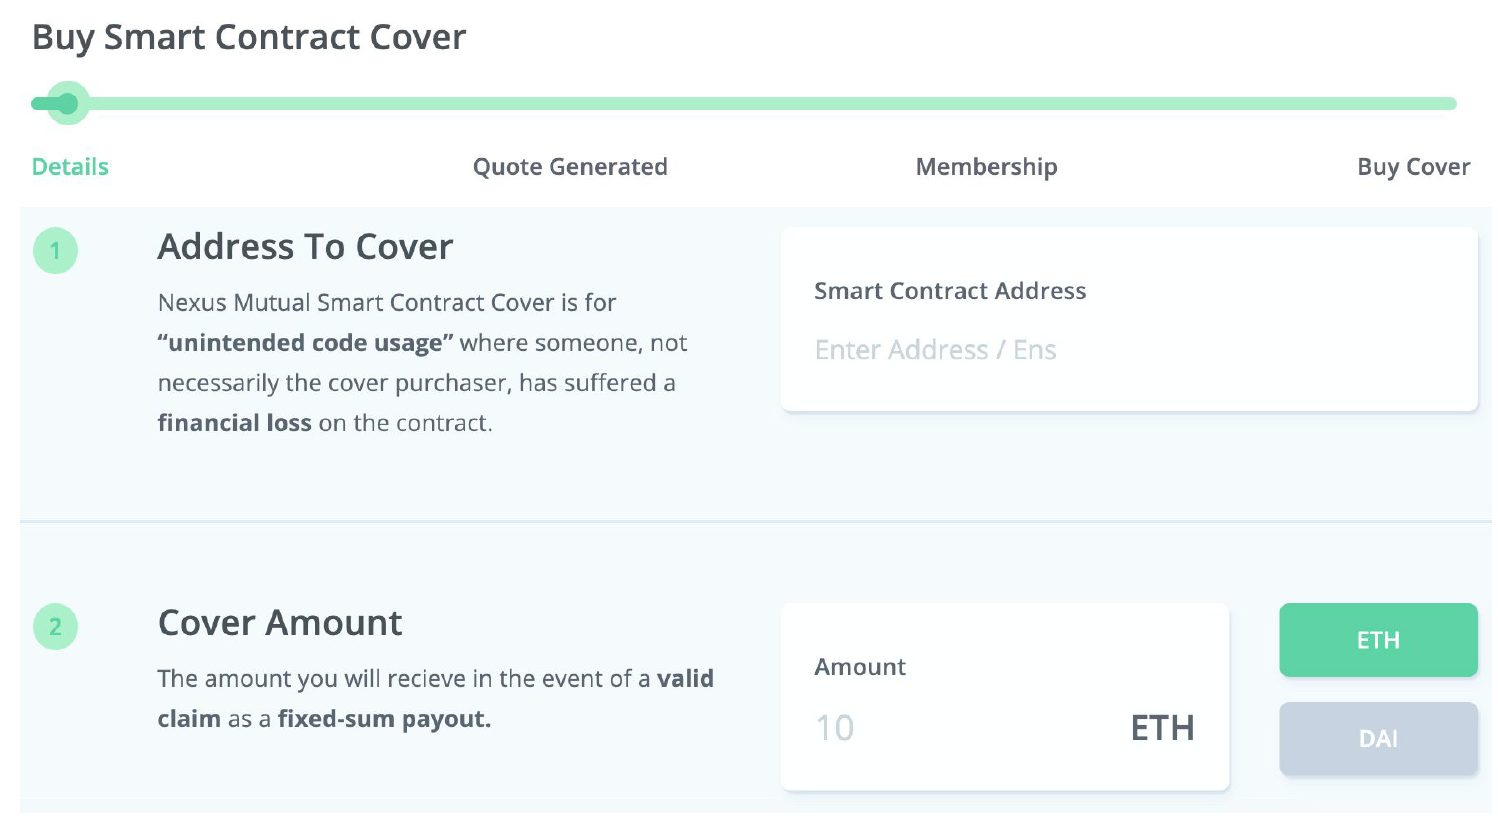 Buy Smart Contract Cover
Details
Quote Generated
Membership
Buy Cover
1
Address To Cover
Nexus Mutual Smart Contract Cover is for
“unintended code usage” where someone, not
necessarily the cover purchaser, has suffered a
financial loss on the contract.
Smart Contract Address
Enter Address / Ens
2
Cover Amount
The amount you will recieve in the event of a valid
claim as a fixed-sum payout.
Amount
10 ETH
ETH
DAI